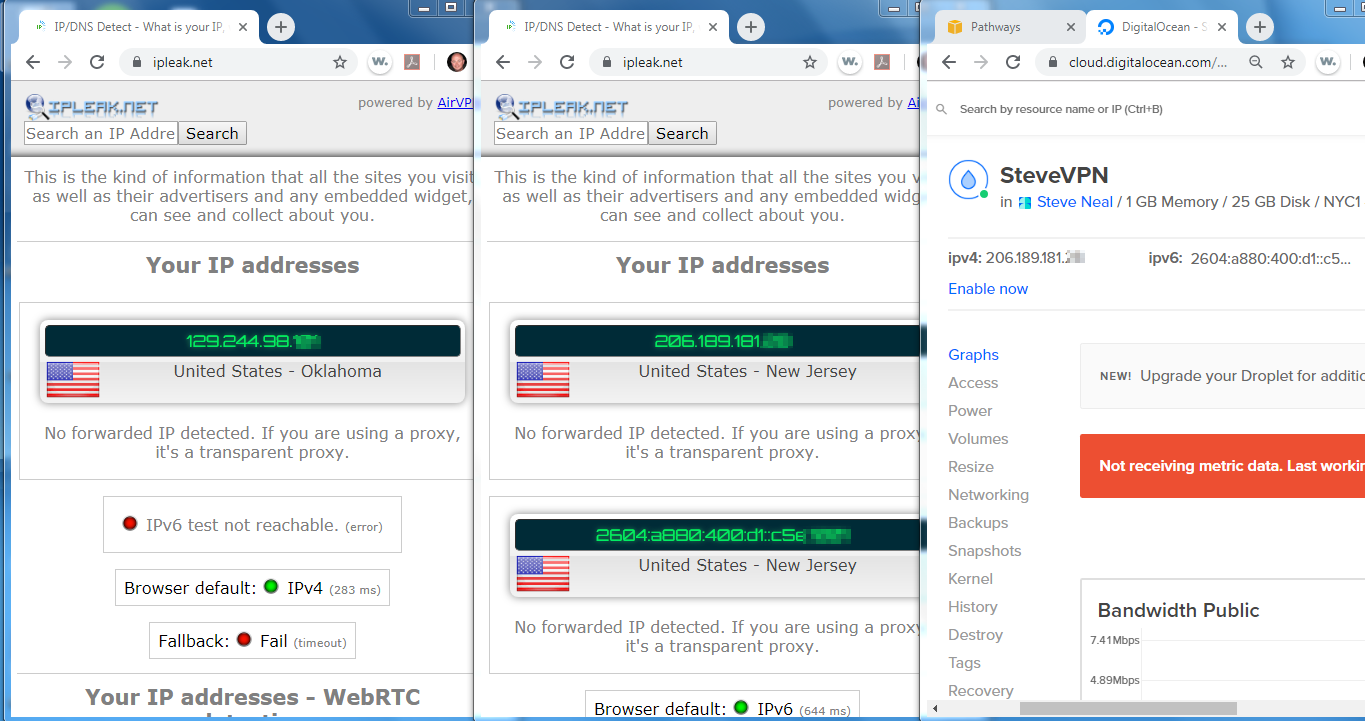 IP/DNS Detect - What is your IP,
ipleak.net
W.
IPLEAK.NET
powered by AirVP
Search an IP Addre Search
This is the kind of information that all the sites you visit
as well as their advertisers and any embedded widget,
can see and collect about you.
Your IP addresses
129.244.98.
United States - Oklahoma
No forwarded IP detected. If you are using a proxy,
it's a transparent proxy.
IPv6 test not reachable. (error)
Browser default: IPv4 (283 ms)
Fallback: Fail (timeout)
Your IP addresses - WebRTC
IP/DNS Detect - What is your IP,
ipleak.net
W.
IPLEAK.NET
powered by Ai
Search an IP Addre Search
This is the kind of information that all the sites you v
as well as their advertisers and any embedded widg
can see and collect about you.
Your IP addresses
206.189.181.
United States - New Jersey
No forwarded IP detected. If you are using a proxy
it's a transparent proxy.
2604:a880:400:d1::c5e
United States - New Jersey
No forwarded IP detected. If you are using a proxy
it's a transparent proxy.
Browser default: IPv6 (644 ms)
Pathways
DigitalOcean - S
cloud.digitalocean.com/...
W.
Search by resource name or IP (Ctrl+B)
SteveVPN
in Steve Neal / 1 GB Memory / 25 GB Disk / NYC1
ipv4: 206.189.181. ipv6: 2604:a880:400:d1::c5...
Enable now
Graphs
Access
Power
Volumes
Resize
Networking
Backups
Snapshots
Kernel
History
Destroy
Tags
Recovery
NEW! Upgrade your Droplet for additio
Not receiving metric data. Last workin
Bandwidth Public
7.41Mbps
4.89Mbps